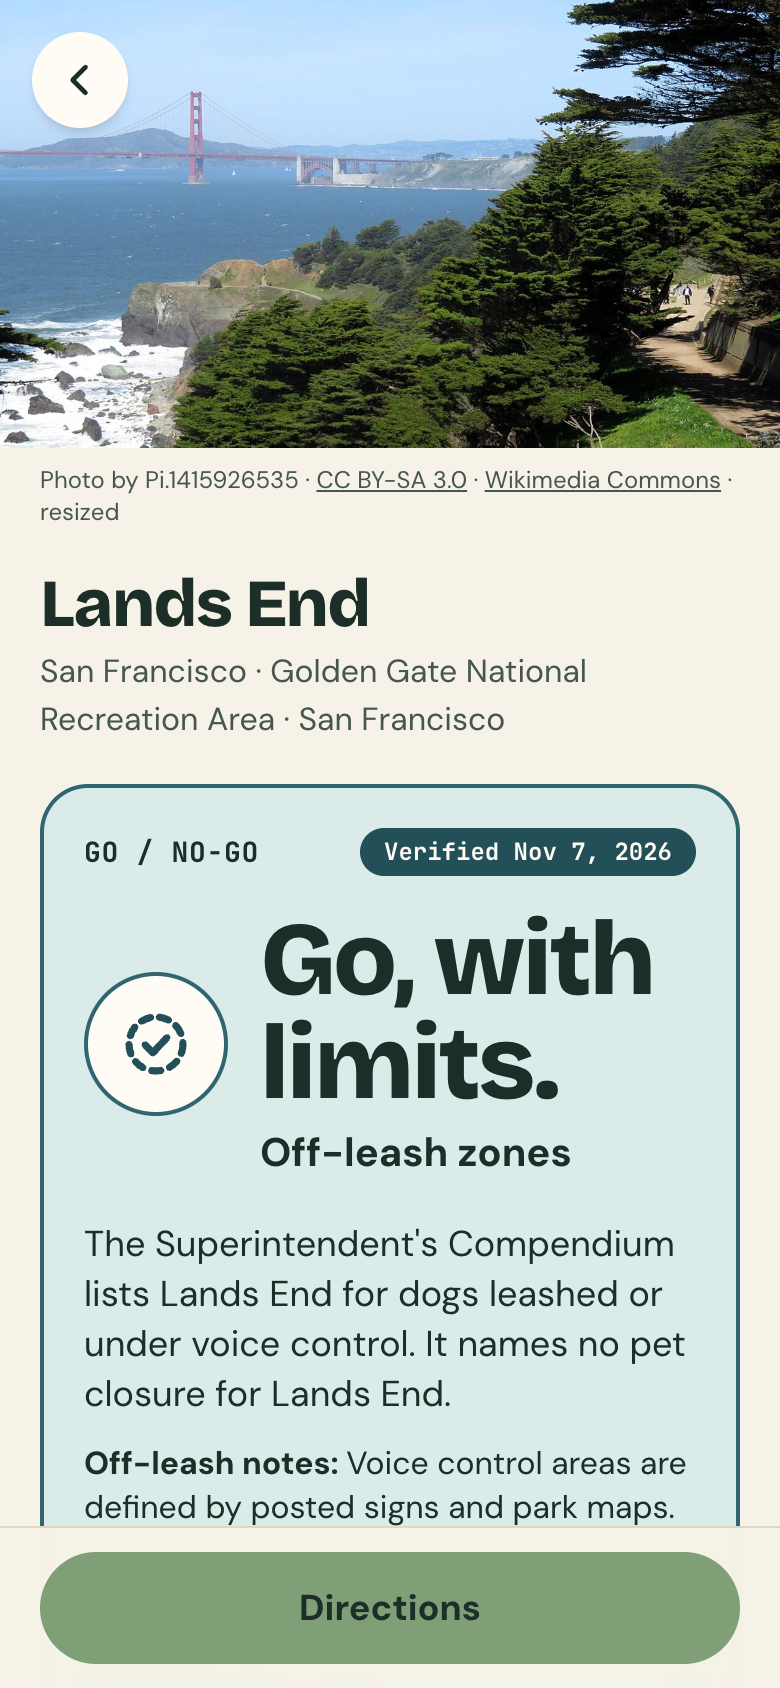 Photo by Pi.1415926535 · CC BY-SA 3.0 · Wikimedia Commons ·
resized
Lands End
San Francisco · Golden Gate National
Recreation Area · San Francisco
GO / NO-GO
Verified Nov 7, 2026
Go, with
limits.
Off-leash zones
The Superintendent's Compendium
lists Lands End for dogs leashed or
under voice control. It names no pet
closure for Lands End.
Off-leash notes: Voice control areas are
defined by posted signs and park maps.
Directions